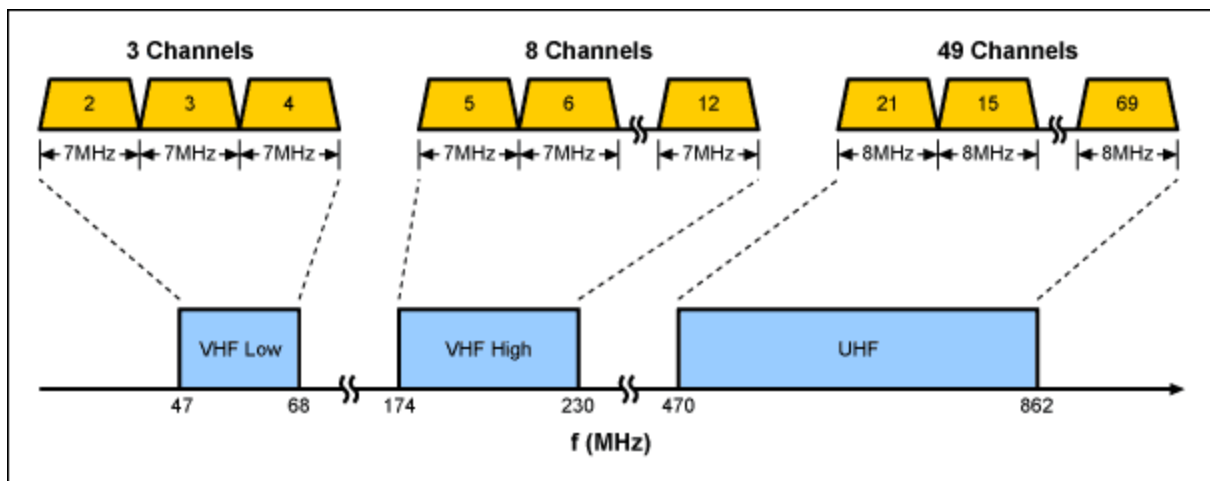 3 Channels 8 Channels 49 Channels
2 3 4 5 6 12 21 15 69
7MHz 7MHz 7MHz 7MHz 7MHz 7MHz 8MHz 8MHz 8MHz
VHF Low VHF High UHF
47 68 174 230 470 862
f (MHz)